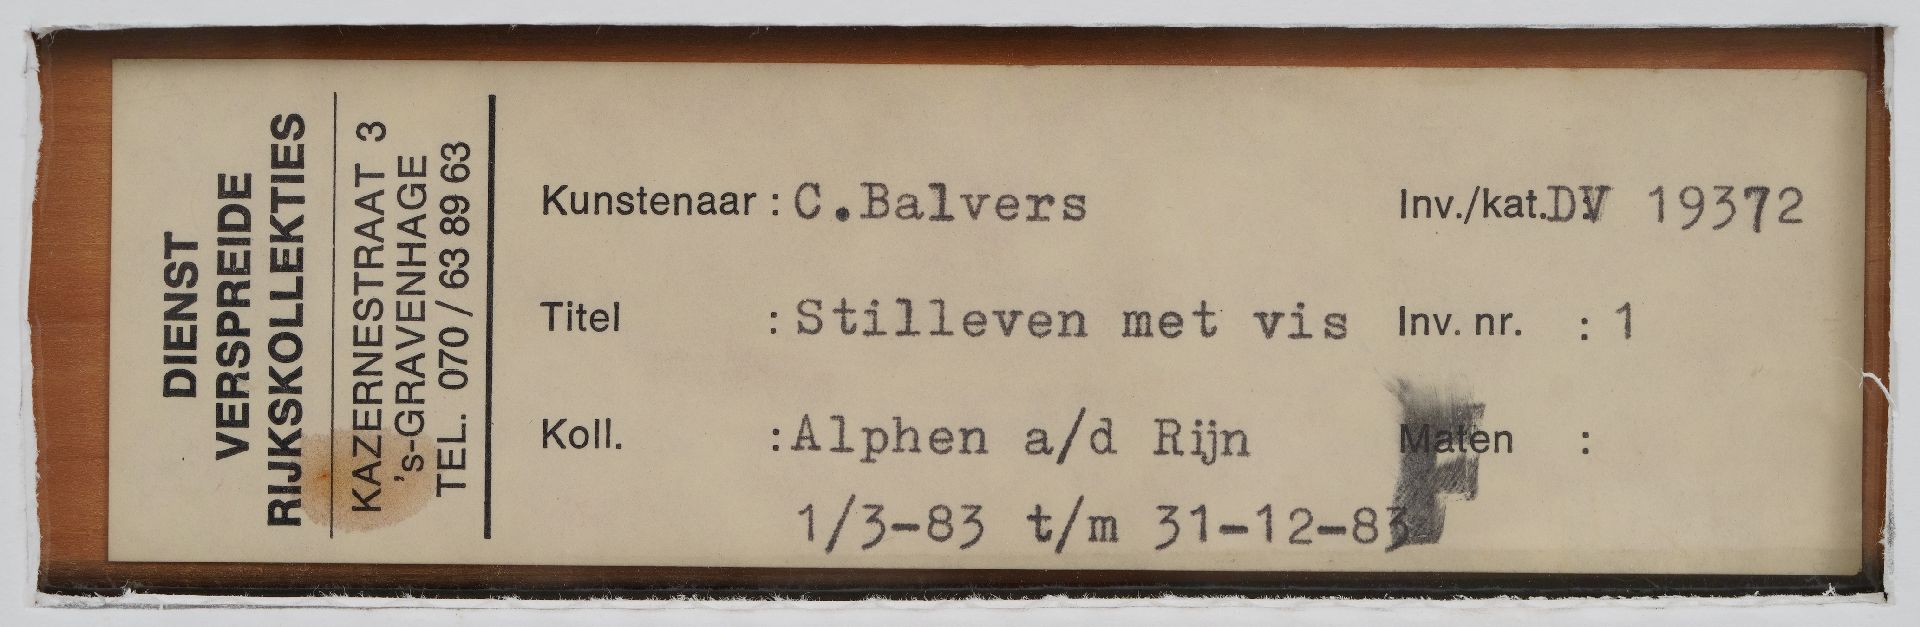 DIENST
VERSPREIDE
RIJKSKOLLEKTIES
KAZERNESTRAAT 3
's-GRAVENHAGE
TEL. 070 / 63 89 63
Kunstenaar : C.Balvers Inv./kat. DV 19372
Titel : Stilleven met vis Inv. nr. : 1
Koll. : Alphen a/d Rijn Maten :
1/3-83 t/m 31-12-83